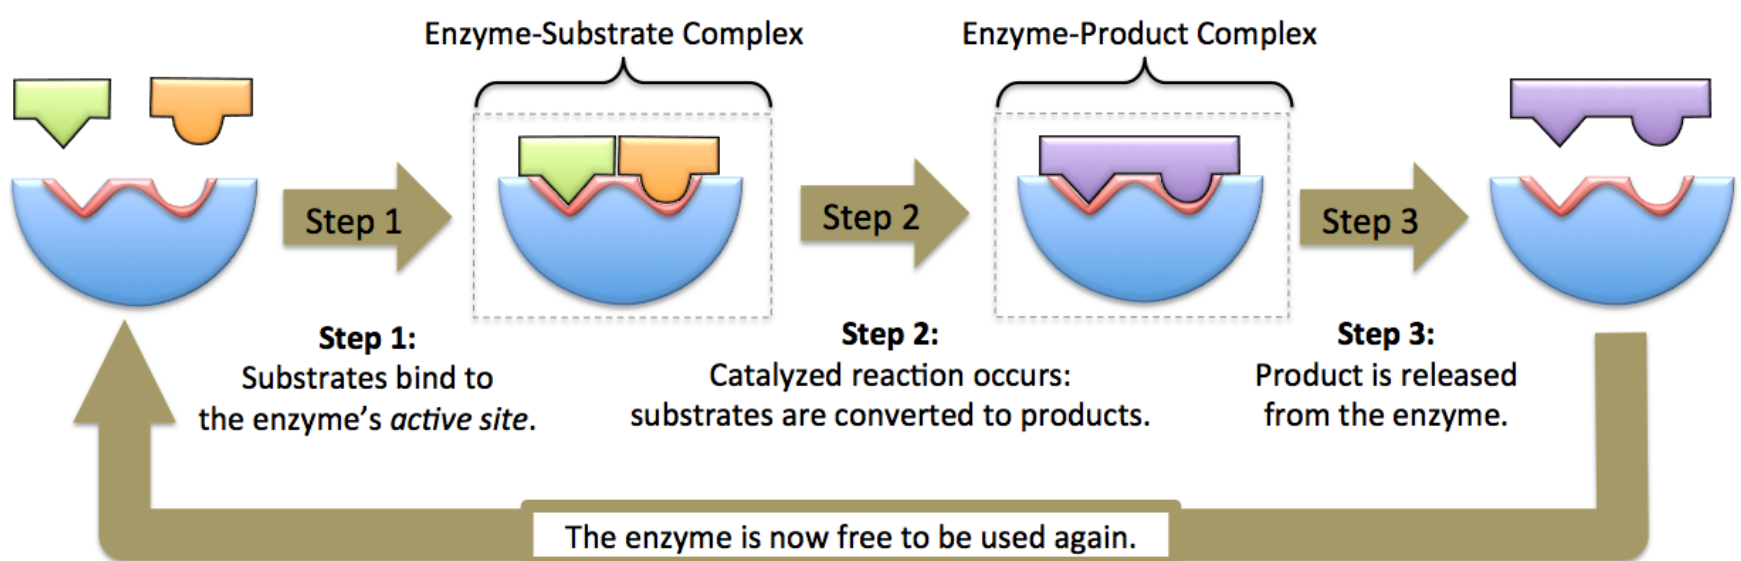 Enzyme-Substrate Complex
Enzyme-Product Complex
Step 1
Step 2
Step 3
Step 1:
Substrates bind to
the enzyme's active site.
Step 2:
Catalyzed reaction occurs:
substrates are converted to products.
Step 3:
Product is released
from the enzyme.
The enzyme is now free to be used again.